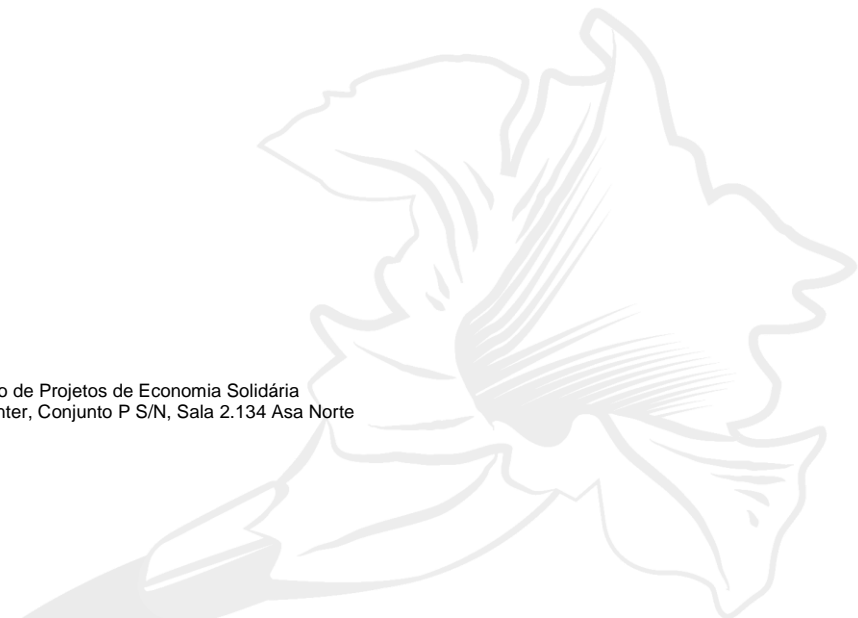 o de Projetos de Economia Solidária
nter, Conjunto P S/N, Sala 2.134 Asa Norte